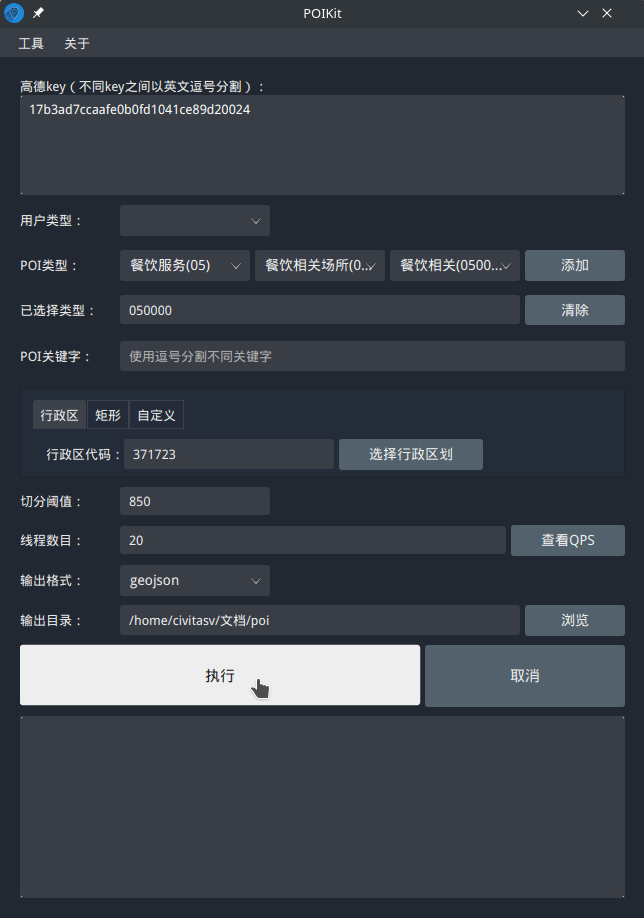 POIKit
工具 关于
高德key（不同key之间以英文逗号分割）：
17b3ad7ccaafe0b0fd1041ce89d20024
用户类型：
POI类型： 餐饮服务(05) 餐饮相关场所(0... 餐饮相关(0500... 添加
已选择类型： 050000 清除
POI关键字： 使用逗号分割不同关键字
行政区 矩形 自定义
行政区代码： 371723 选择行政区划
切分阈值： 850
线程数目： 20 查看QPS
输出格式： geojson
输出目录： /home/civitasv/文档/poi 浏览
执行 取消